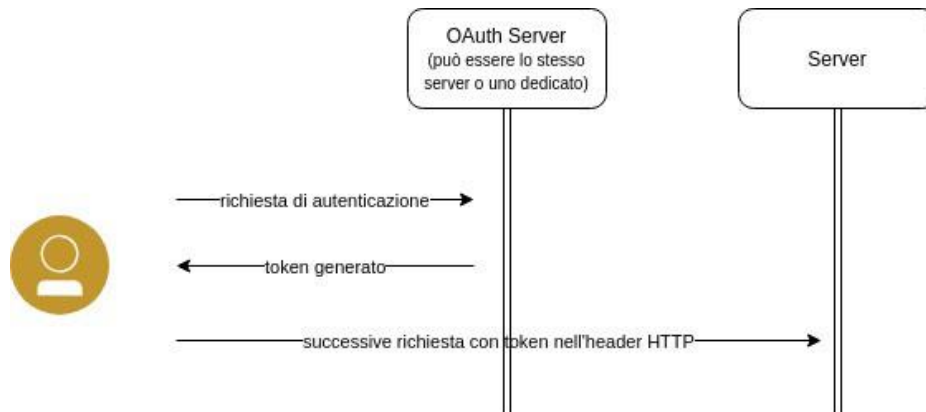 OAuth Server
(può essere lo stesso
server o uno dedicato)
Server
richiesta di autenticazione
token generato
successive richiesta con token nell'header HTTP